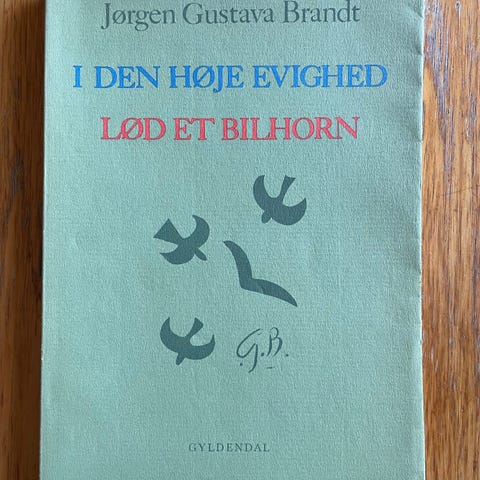 Jørgen Gustava Brandt
I DEN HØJE EVIGHED
LØD ET BILHORN
G.B.
GYLDENDAL